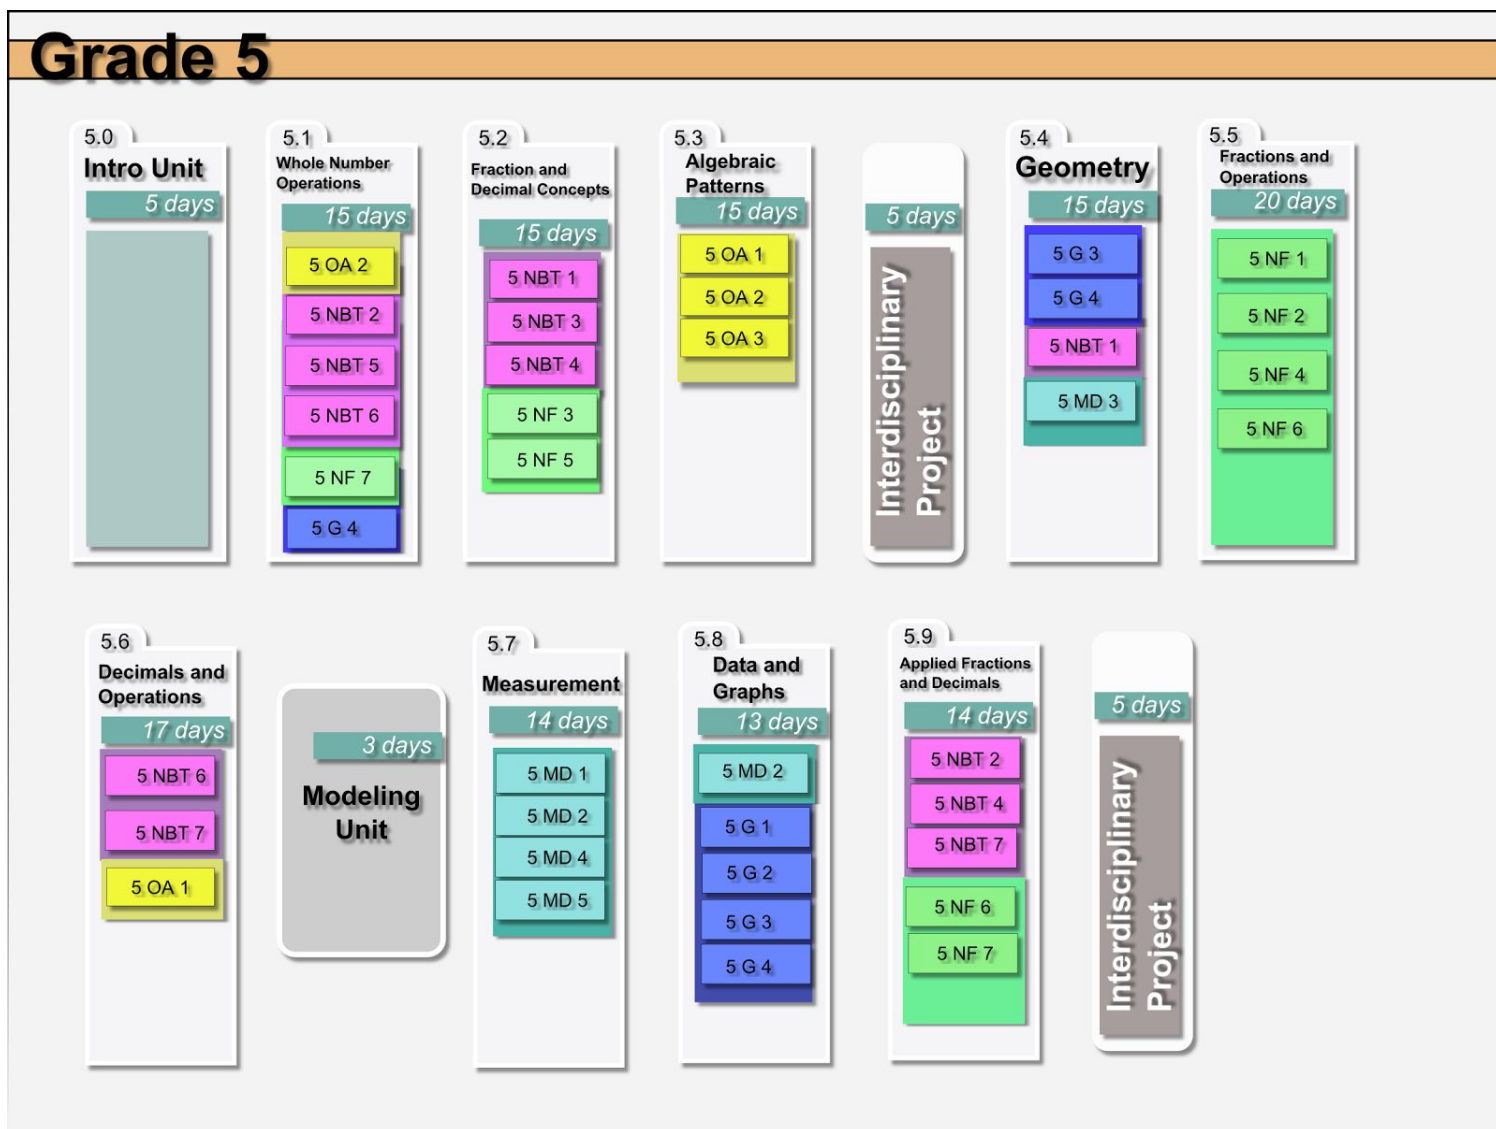 Grade 5
5.0
Intro Unit
5 days
5.1
Whole Number
Operations
15 days
5 OA 2
5 NBT 2
5 NBT 5
5 NBT 6
5 NF 7
5 G 4
5.2
Fraction and
Decimal Concepts
15 days
5 NBT 1
5 NBT 3
5 NBT 4
5 NF 3
5 NF 5
5.3
Algebraic
Patterns
15 days
5 OA 1
5 OA 2
5 OA 3
5 days
Interdisciplinary
Project
5.4
Geometry
15 days
5 G 3
5 G 4
5 NBT 1
5 MD 3
5.5
Fractions and
Operations
20 days
5 NF 1
5 NF 2
5 NF 4
5 NF 6
5.6
Decimals and
Operations
17 days
5 NBT 6
5 NBT 7
5 OA 1
3 days
Modeling
Unit
5.7
Measurement
14 days
5 MD 1
5 MD 2
5 MD 4
5 MD 5
5.8
Data and
Graphs
13 days
5 MD 2
5 G 1
5 G 2
5 G 3
5 G 4
5.9
Applied Fractions
and Decimals
14 days
5 NBT 2
5 NBT 4
5 NBT 7
5 NF 6
5 NF 7
5 days
Interdisciplinary
Project